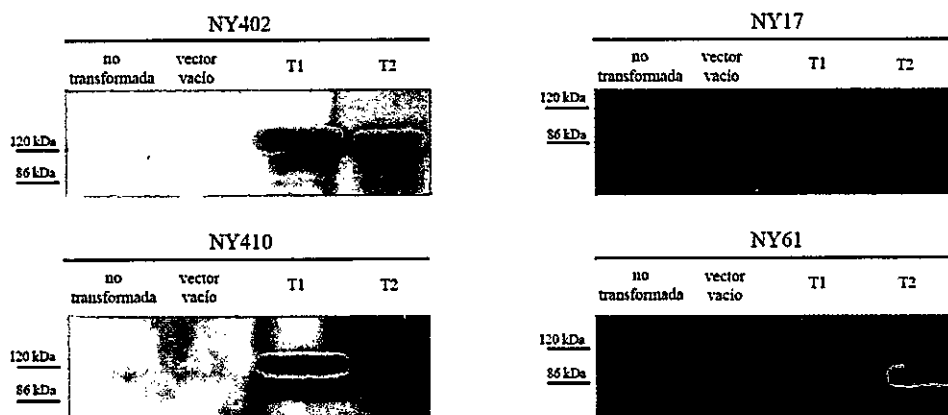 NY402
no transformada
vector vacío
T1
T2
120 kDa
86 kDa
NY17
no transformada
vector vacío
T1
T2
120 kDa
86 kDa
NY410
no transformada
vector vacío
T1
T2
120 kDa
86 kDa
NY61
no transformada
vector vacío
T1
T2
120 kDa
86 kDa